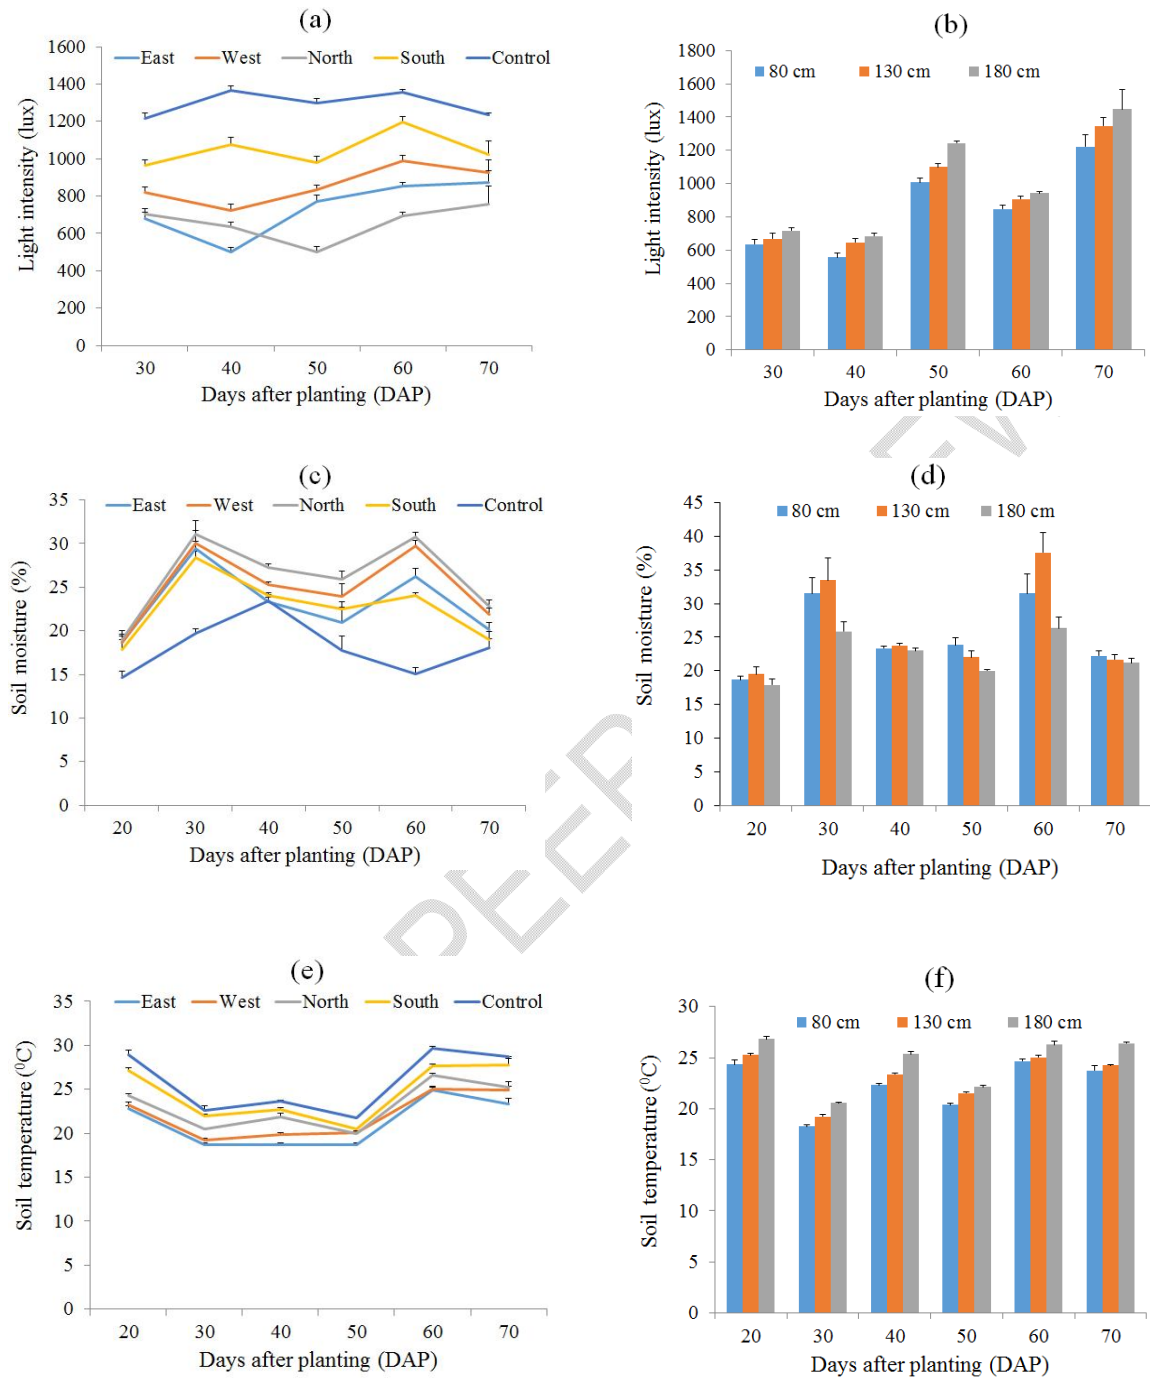 (a)
1600
1400
1200
1000
800
600
400
200
0
East West North South Control
Light intensity (lux)
30 40 50 60 70
Days after planting (DAP)
(b)
1800
1600
1400
1200
1000
800
600
400
200
0
80 cm 130 cm 180 cm
Light intensity (lux)
30 40 50 60 70
Days after planting (DAP)
(c)
35
30
25
20
15
10
5
0
East West North South Control
Soil moisture (%)
20 30 40 50 60 70
Days after planting (DAP)
(d)
45
40
35
30
25
20
15
10
5
0
80 cm 130 cm 180 cm
Soil moisture (%)
20 30 40 50 60 70
Days after planting (DAP)
(e)
35
30
25
20
15
10
5
0
East West North South Control
Soil temperature (⁰C)
20 30 40 50 60 70
Days after planting (DAP)
(f)
30
25
20
15
10
5
0
80 cm 130 cm 180 cm
Soil temperature (⁰C)
20 30 40 50 60 70
Days after planting (DAP)